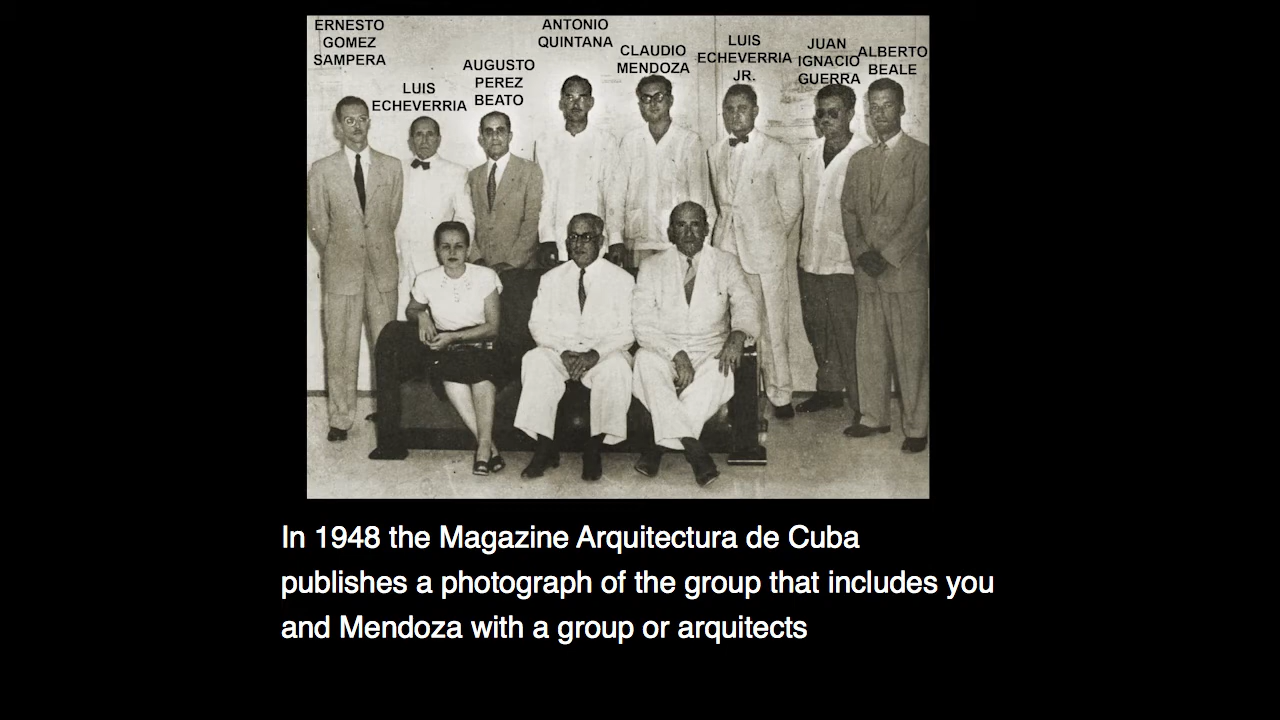 ERNESTO
GOMEZ
SAMPERA
LUIS
ECHEVERRIA
AUGUSTO
PEREZ
BEATO
ANTONIO
QUINTANA
CLAUDIO
MENDOZA
LUIS
ECHEVERRIA
JR.
JUAN
IGNACIO
GUERRA
ALBERTO
BEALE
In 1948 the Magazine Arquitectura de Cuba
publishes a photograph of the group that includes you
and Mendoza with a group or arquitects